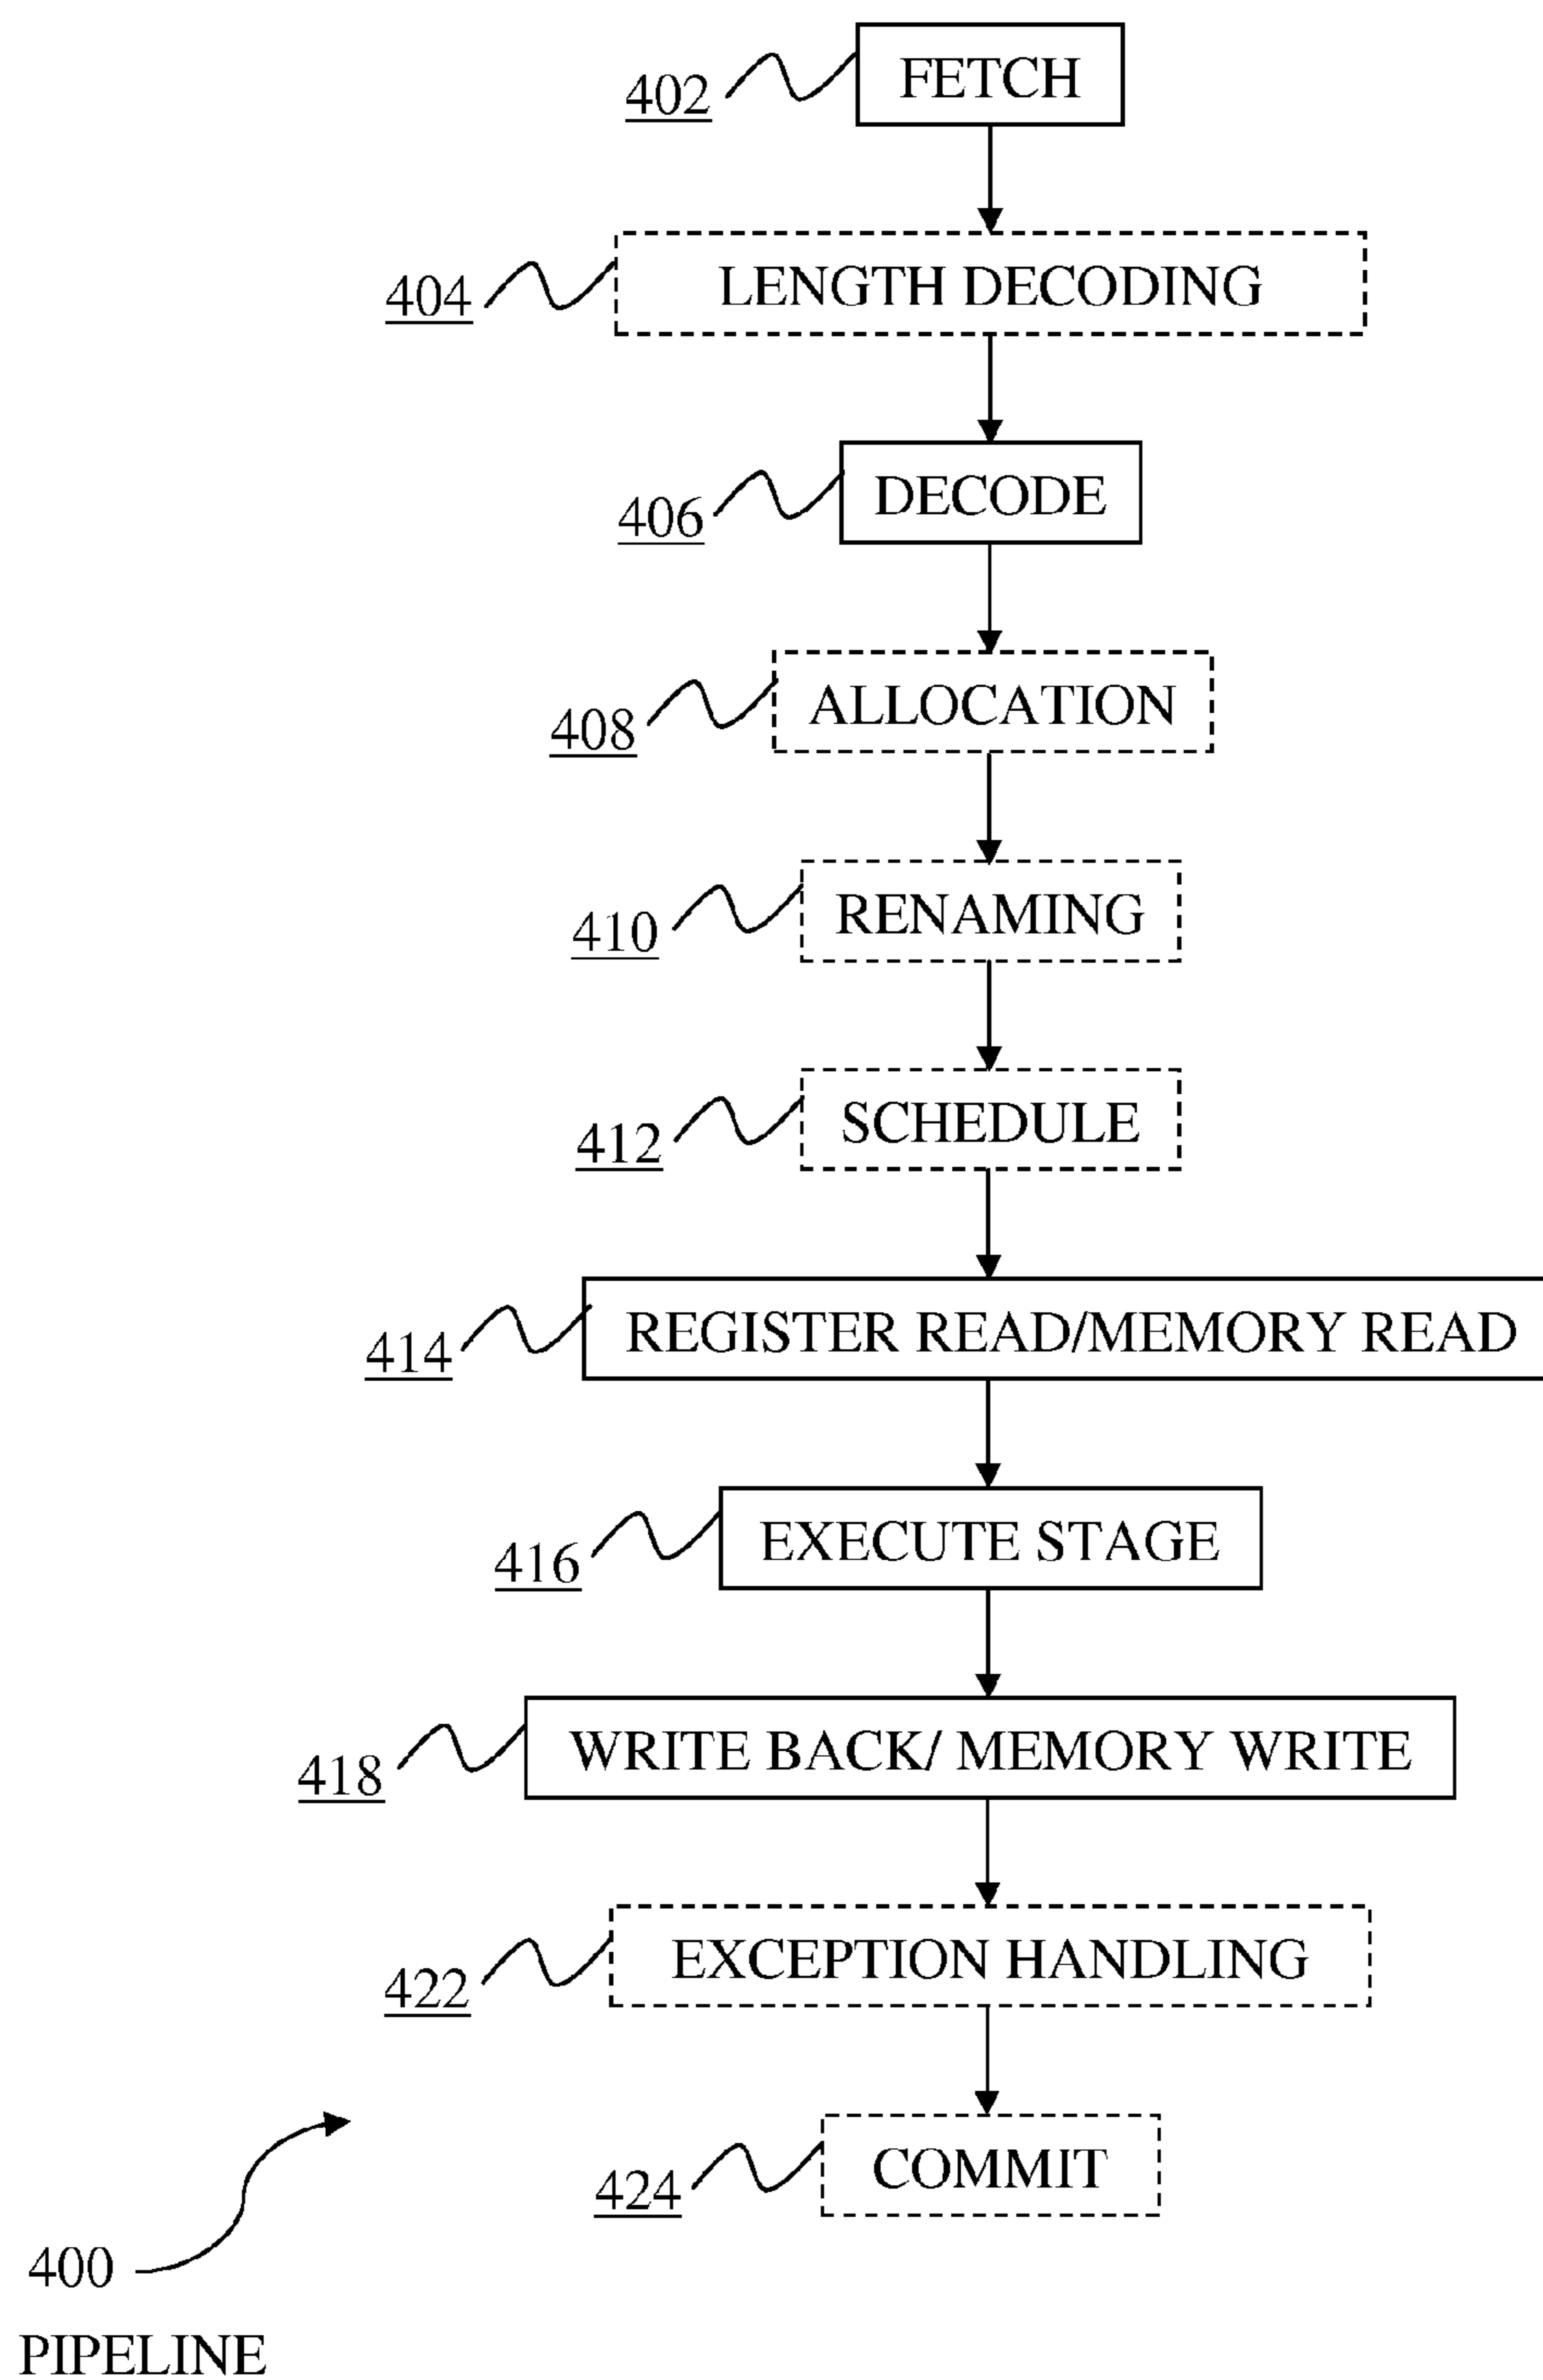 402 FETCH
404 LENGTH DECODING
406 DECODE
408 ALLOCATION
410 RENAMING
412 SCHEDULE
414 REGISTER READ/MEMORY READ
416 EXECUTE STAGE
418 WRITE BACK/ MEMORY WRITE
422 EXCEPTION HANDLING
424 COMMIT
400
PIPELINE